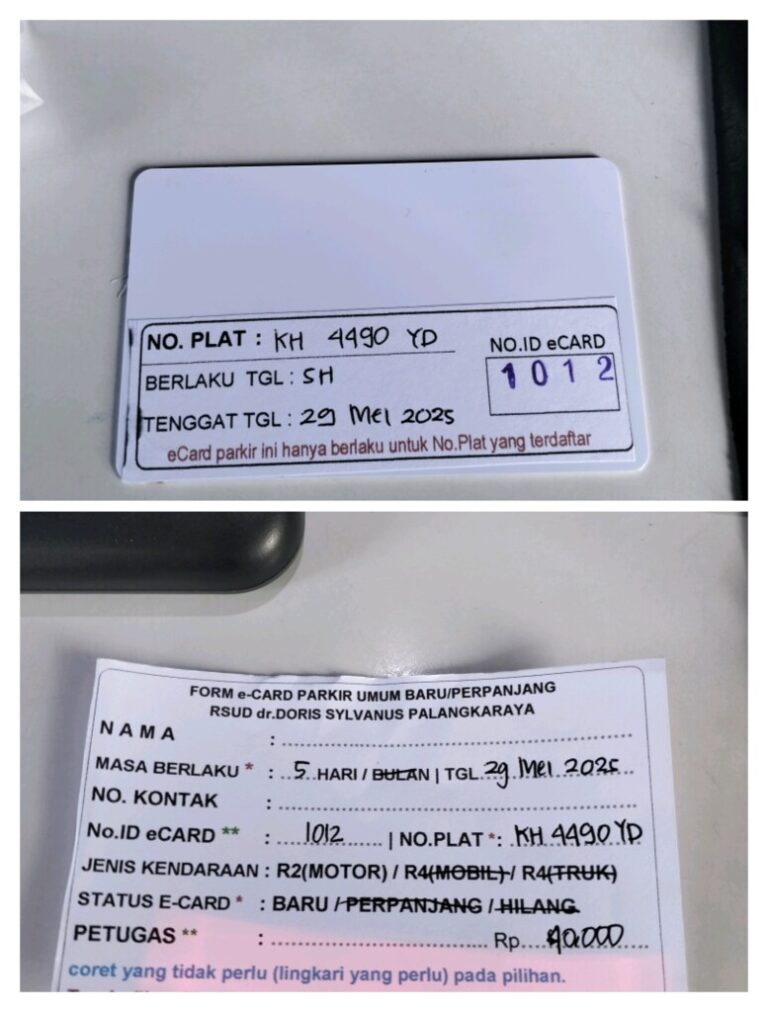 NO. PLAT : KH 4490 YD
NO.ID eCARD
1012
BERLAKU TGL : 5H
TENGGAT TGL : 29 Mei 2025
eCard parkir ini hanya berlaku untuk No.Plat yang terdaftar
FORM e-CARD PARKIR UMUM BARU/PERPANJANG
RSUD dr.DORIS SYLVANUS PALANGKARAYA
NAMA :
MASA BERLAKU * : 5 HARI / BULAN | TGL 29 Mei 2025
NO. KONTAK :
No.ID eCARD ** : 1012 | NO.PLAT *: KH 4490 YD
JENIS KENDARAAN : R2(MOTOR) / R4(MOBIL) / R4(TRUK)
STATUS E-CARD * : BARU / PERPANJANG / HILANG
PETUGAS ** : Rp. 40.000
coret yang tidak perlu (lingkari yang perlu) pada pilihan.